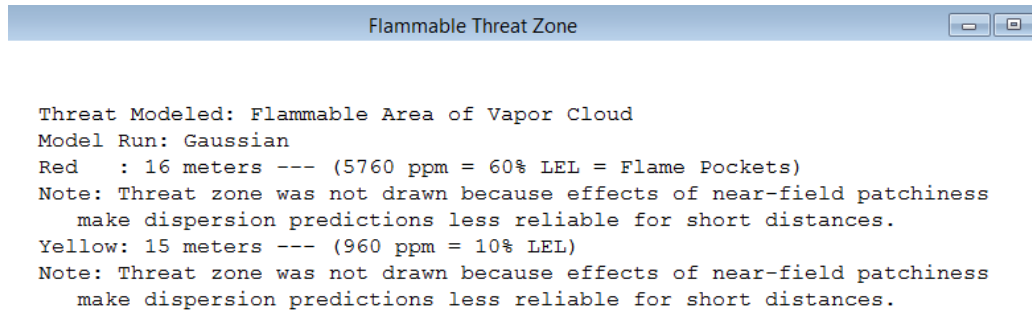 Flammable Threat Zone
Threat Modeled: Flammable Area of Vapor Cloud
Model Run: Gaussian
Red   : 16 meters --- (5760 ppm = 60% LEL = Flame Pockets)
Note: Threat zone was not drawn because effects of near-field patchiness
   make dispersion predictions less reliable for short distances.
Yellow: 15 meters --- (960 ppm = 10% LEL)
Note: Threat zone was not drawn because effects of near-field patchiness
   make dispersion predictions less reliable for short distances.